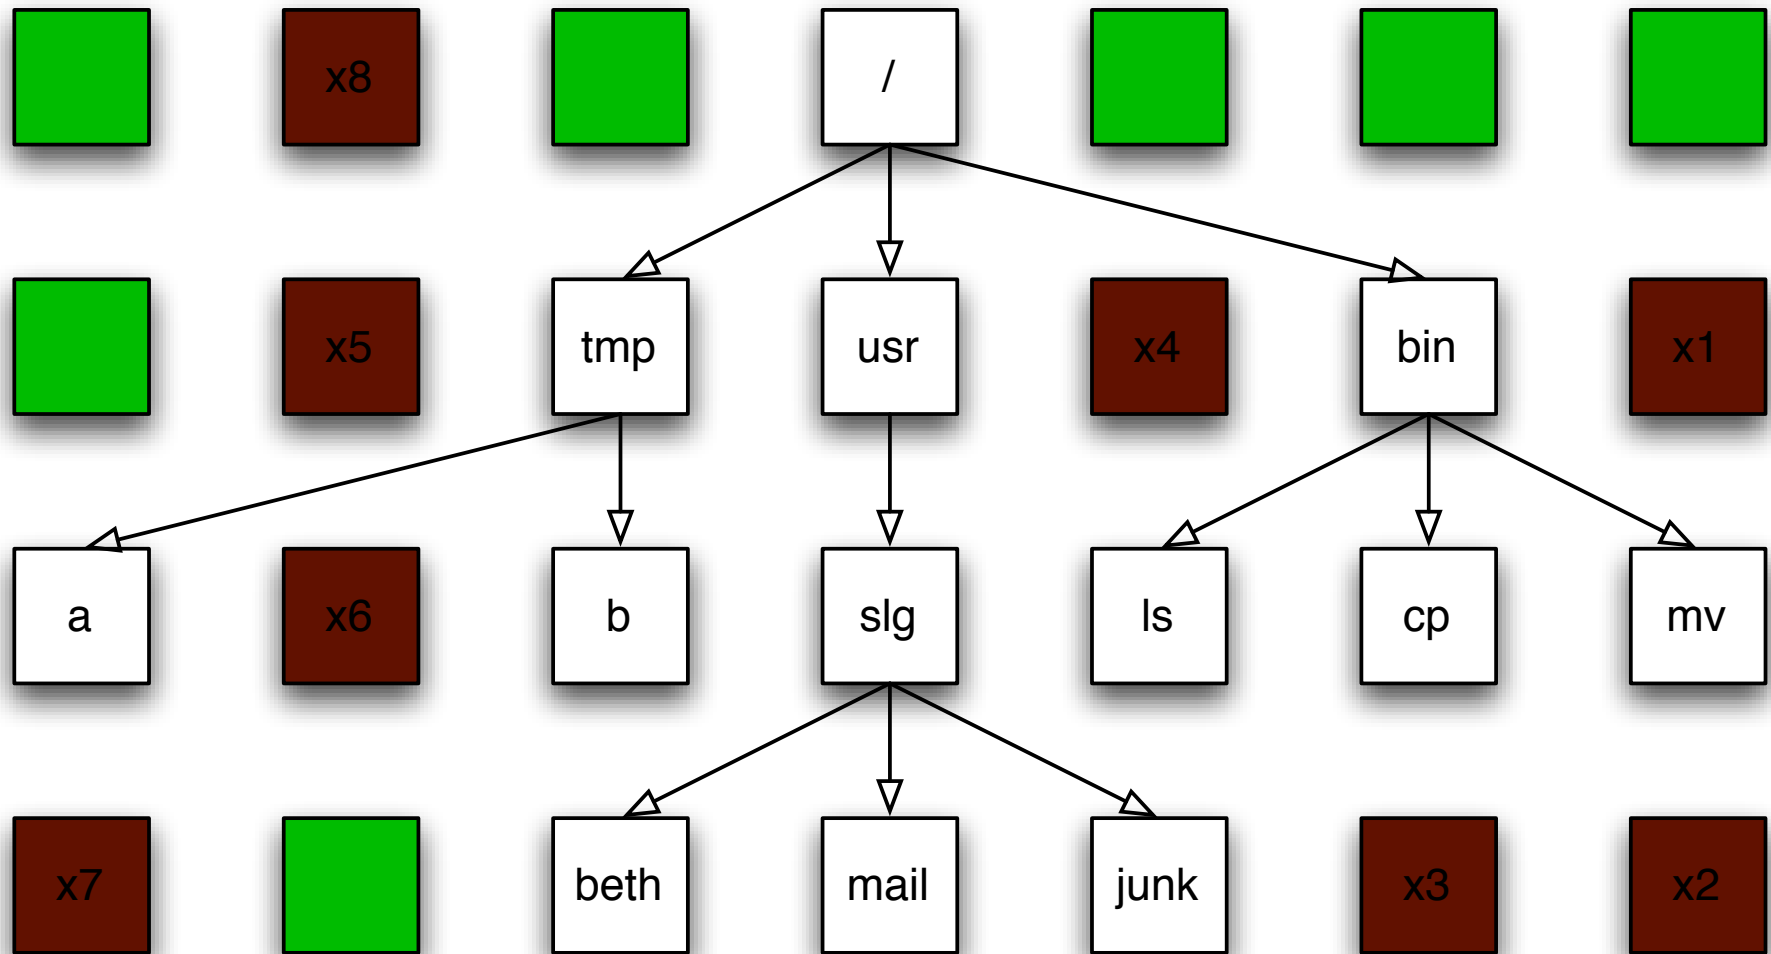 x8 /
x5 tmp usr x4 bin x1
a x6 b slg ls cp mv
x7 beth mail junk x3 x2